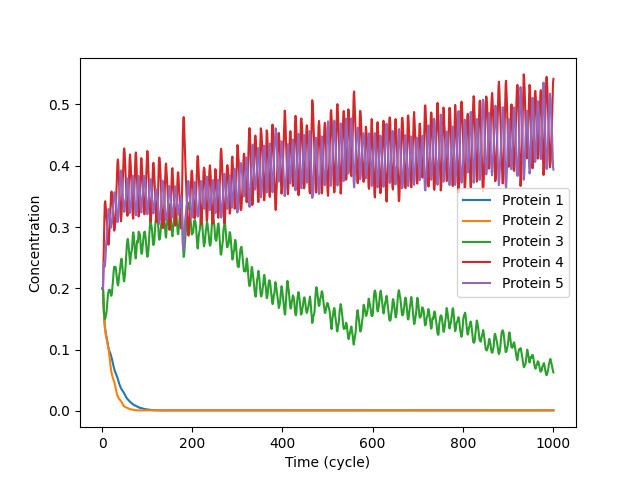 0.5
0.4
0.3
0.2
0.1
0.0
Concentration
0
200
400
600
800
1000
Time (cycle)
Protein 1
Protein 2
Protein 3
Protein 4
Protein 5